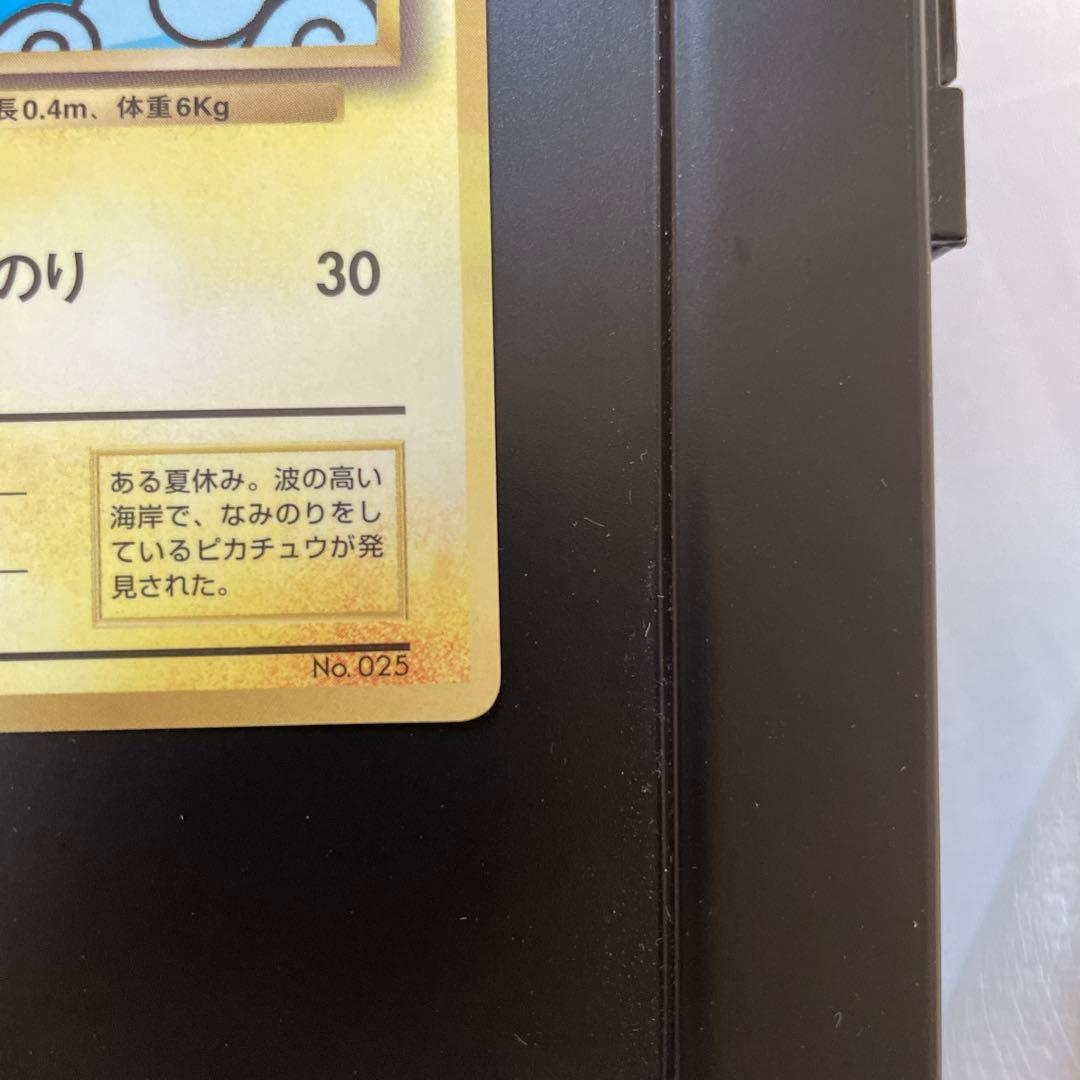 長0.4m、体重6Kg
のり 30
ある夏休み。波の高い
海岸で、なみのりをし
ているピカチュウが発
見された。
No. 025